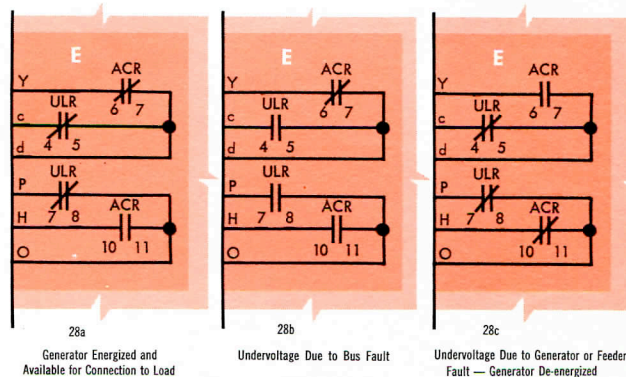 E
ACR
Y
6 7
ULR
c
4 5
d
ULR
P
7 8
ACR
H
10 11
O
28a
Generator Energized and
Available for Connection to Load
E
ACR
Y
6 7
ULR
c
4 5
d
ULR
P
7 8
ACR
H
10 11
O
28b
Undervoltage Due to Bus Fault
E
ACR
Y
6 7
ULR
c
4 5
d
ULR
P
7 8
ACR
H
10 11
O
28c
Undervoltage Due to Generator or Feeder
Fault — Generator De-energized